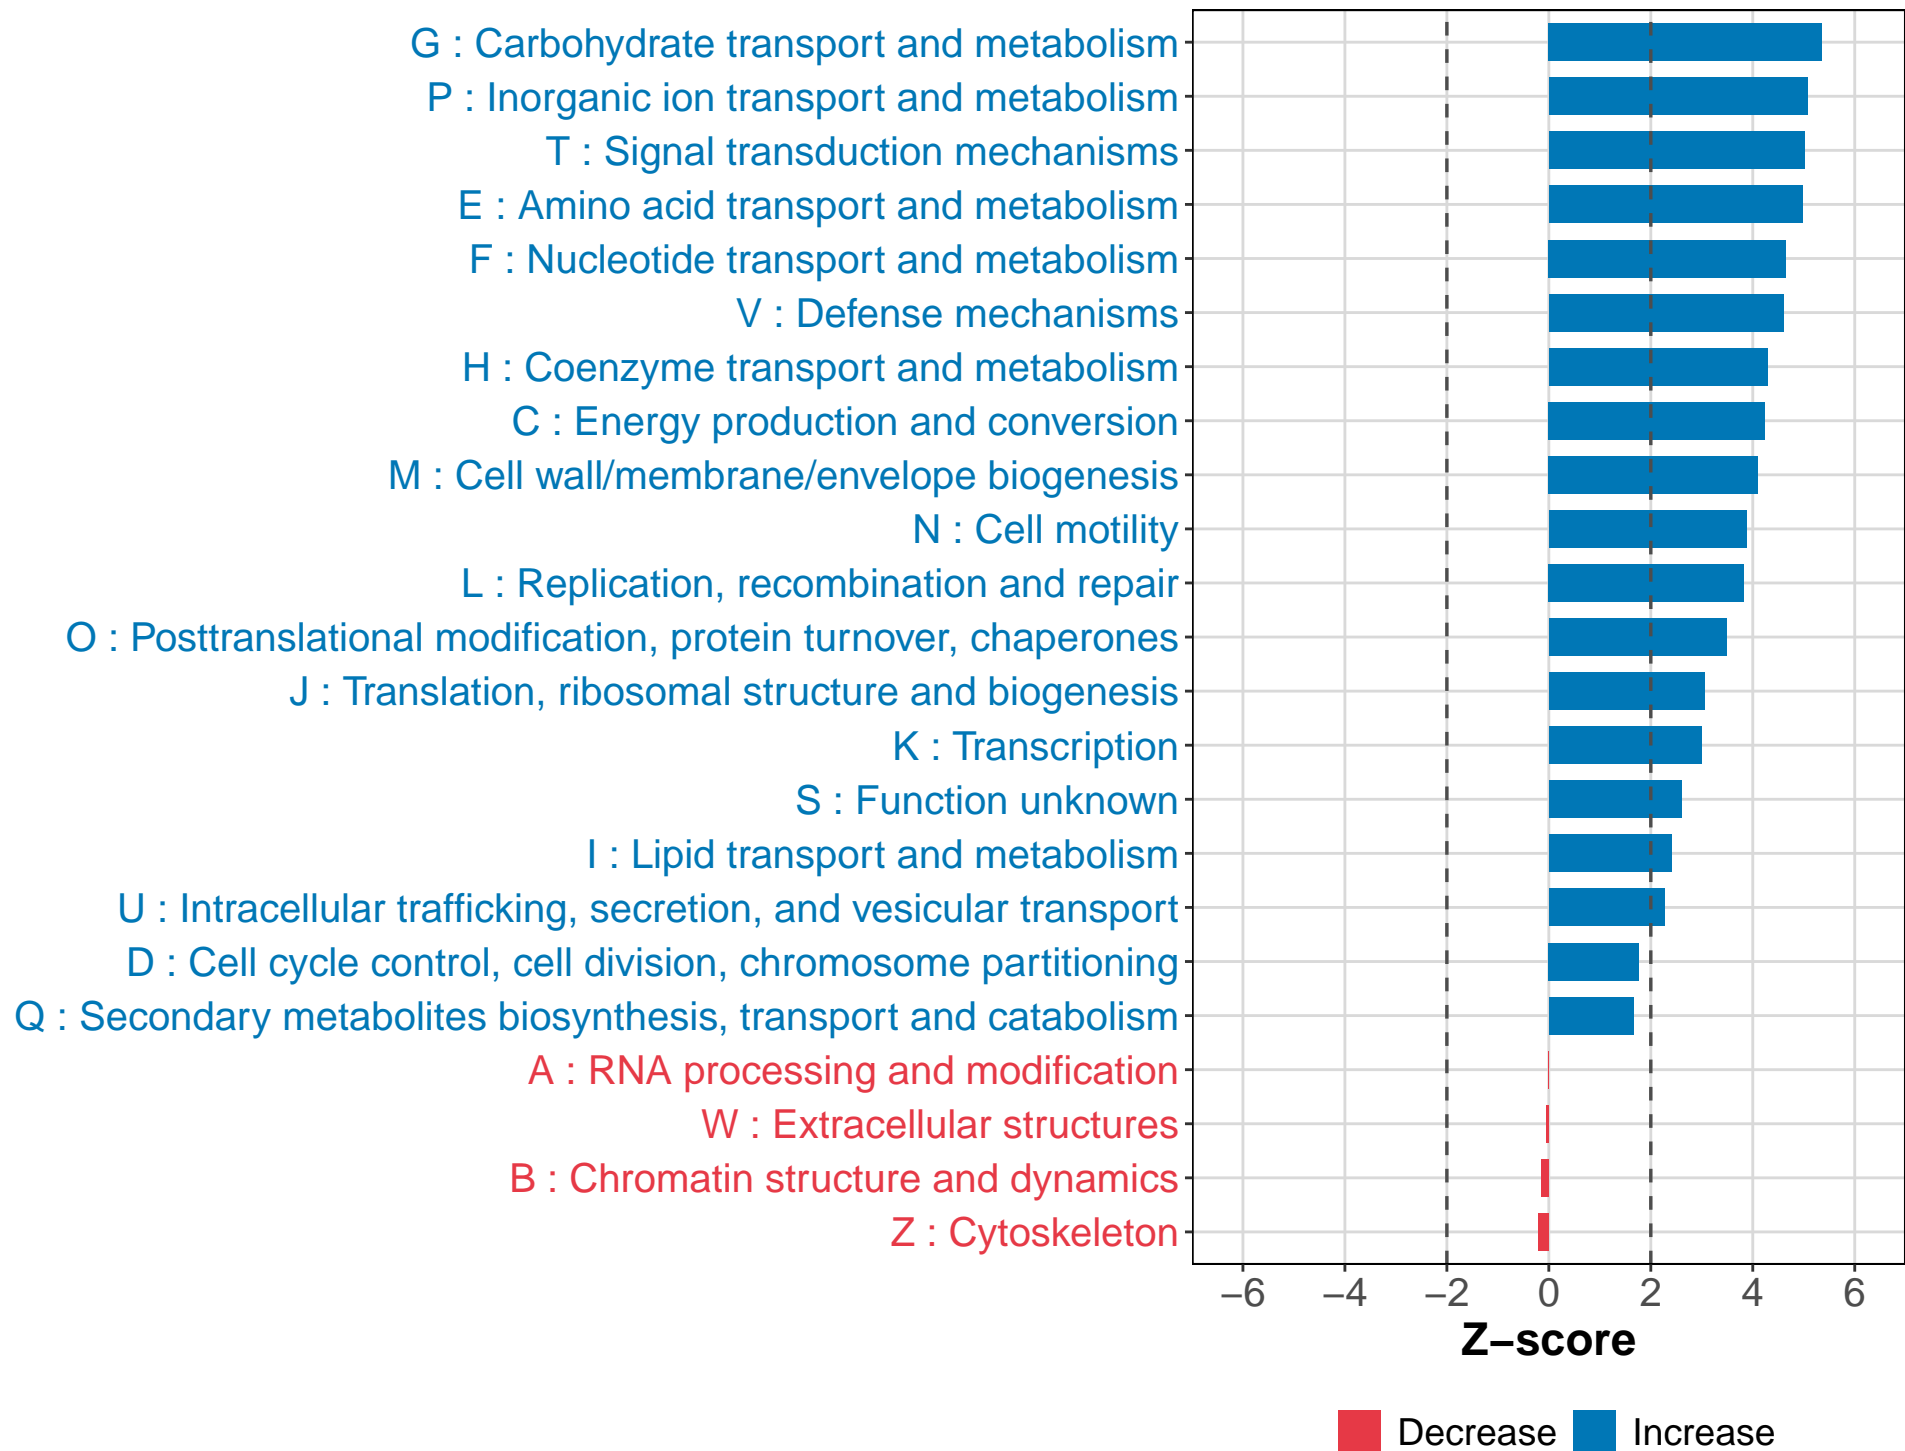 G : Carbohydrate transport and metabolism
P : Inorganic ion transport and metabolism
T : Signal transduction mechanisms
E : Amino acid transport and metabolism
F : Nucleotide transport and metabolism
V : Defense mechanisms
H : Coenzyme transport and metabolism
C : Energy production and conversion
M : Cell wall/membrane/envelope biogenesis
N : Cell motility
L : Replication, recombination and repair
O : Posttranslational modification, protein turnover, chaperones
J : Translation, ribosomal structure and biogenesis
K : Transcription
S : Function unknown
I : Lipid transport and metabolism
U : Intracellular trafficking, secretion, and vesicular transport
D : Cell cycle control, cell division, chromosome partitioning
Q : Secondary metabolites biosynthesis, transport and catabolism
A : RNA processing and modification
W : Extracellular structures
B : Chromatin structure and dynamics
Z : Cytoskeleton
−6 −4 −2 0 2 4 6
Z−score
Decrease Increase